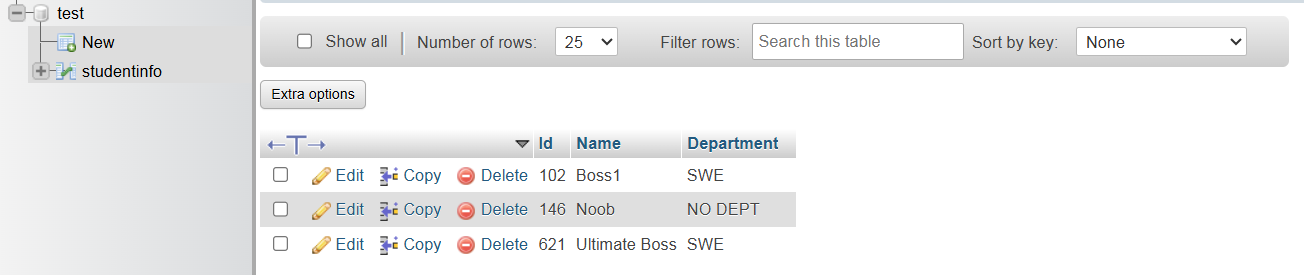 test
New
studentinfo
Show all Number of rows: 25 Filter rows: Search this table Sort by key: None
Extra options
Id Name Department
Edit Copy Delete 102 Boss1 SWE
Edit Copy Delete 146 Noob NO DEPT
Edit Copy Delete 621 Ultimate Boss SWE